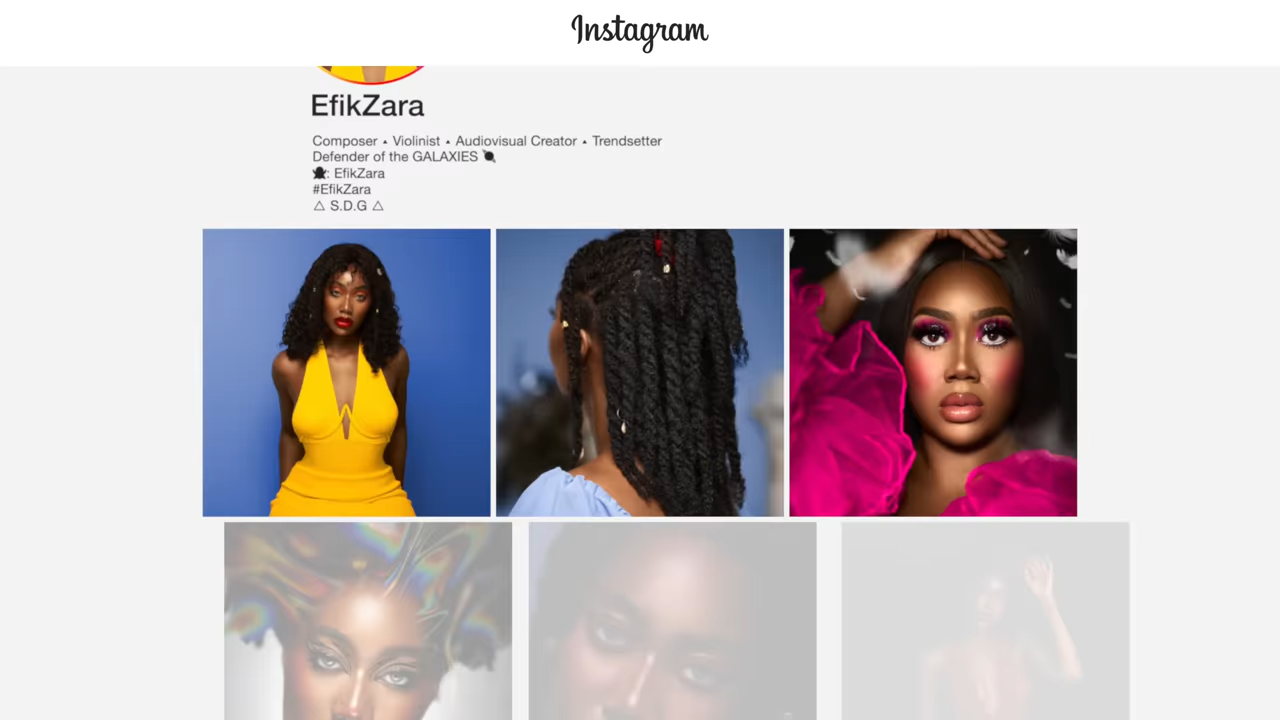 Instagram
EfikZara
Composer ▲ Violinist ▲ Audiovisual Creator ▲ Trendsetter
Defender of the GALAXIES
: EfikZara
#EfikZara
△ S.D.G △